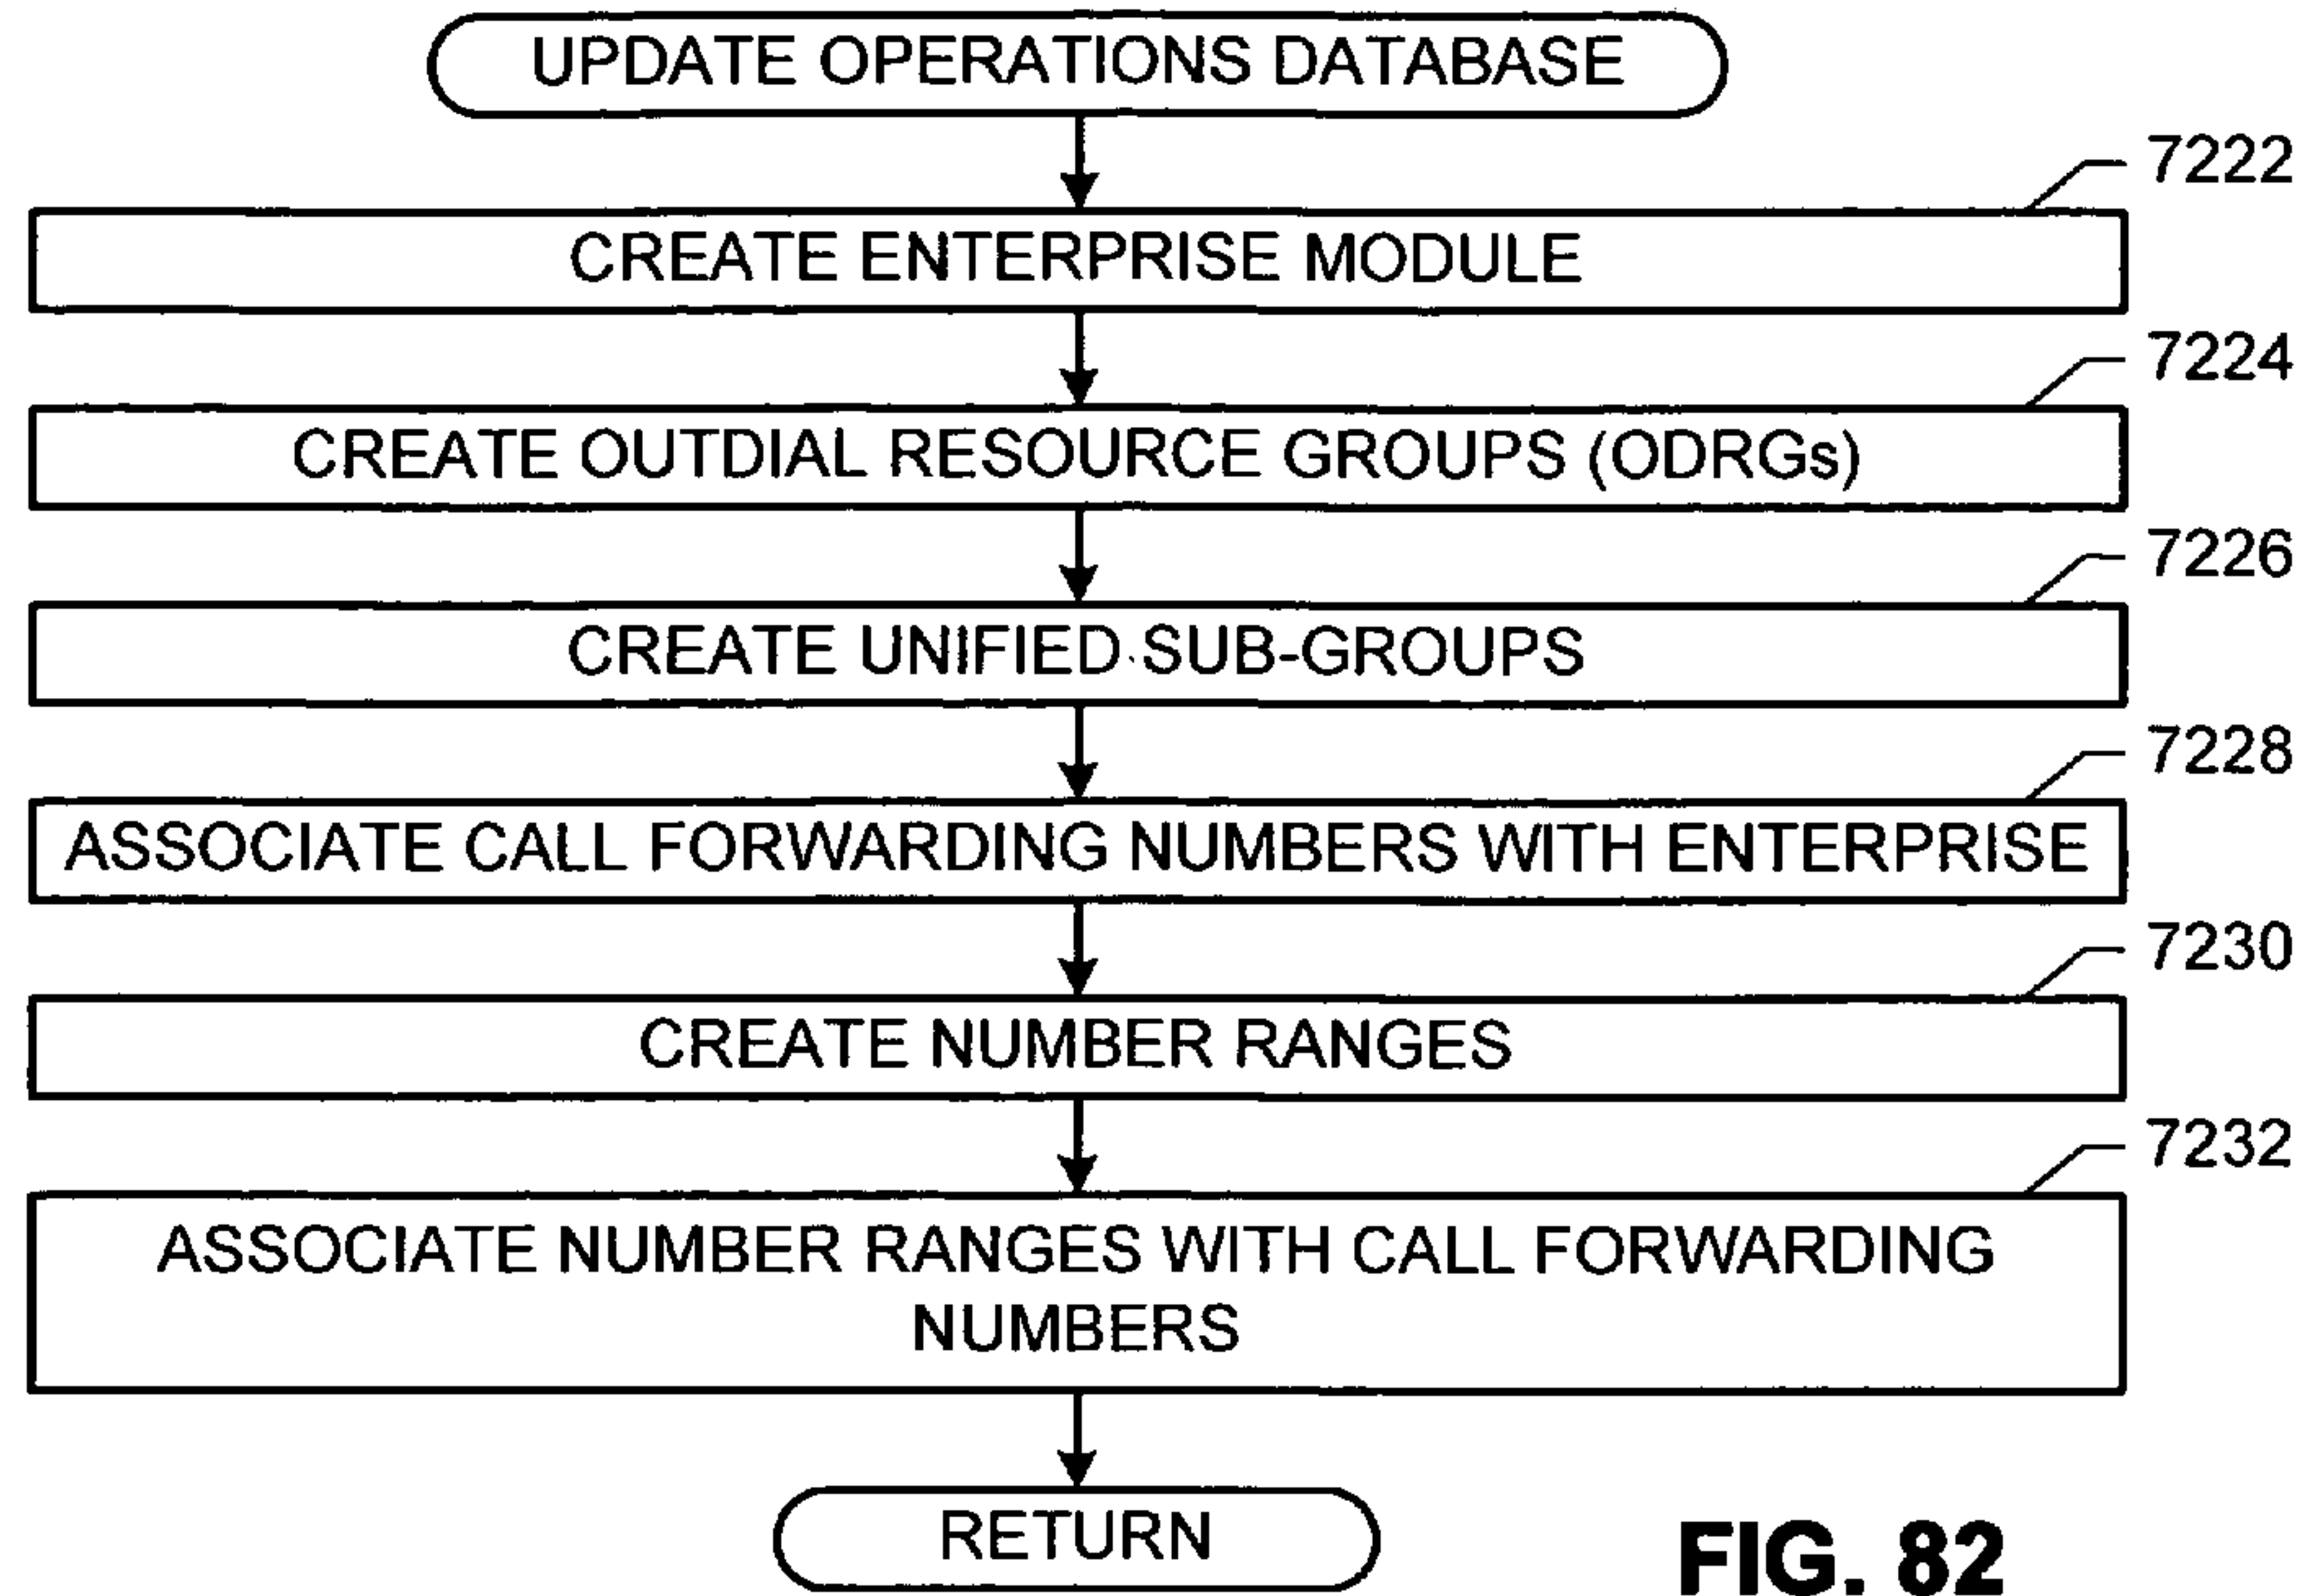 UPDATE OPERATIONS DATABASE
7222
CREATE ENTERPRISE MODULE
7224
CREATE OUTDIAL RESOURCE GROUPS (ODRGs)
7226
CREATE UNIFIED SUB-GROUPS
7228
ASSOCIATE CALL FORWARDING NUMBERS WITH ENTERPRISE
7230
CREATE NUMBER RANGES
7232
ASSOCIATE NUMBER RANGES WITH CALL FORWARDING
NUMBERS
RETURN
FIG. 82